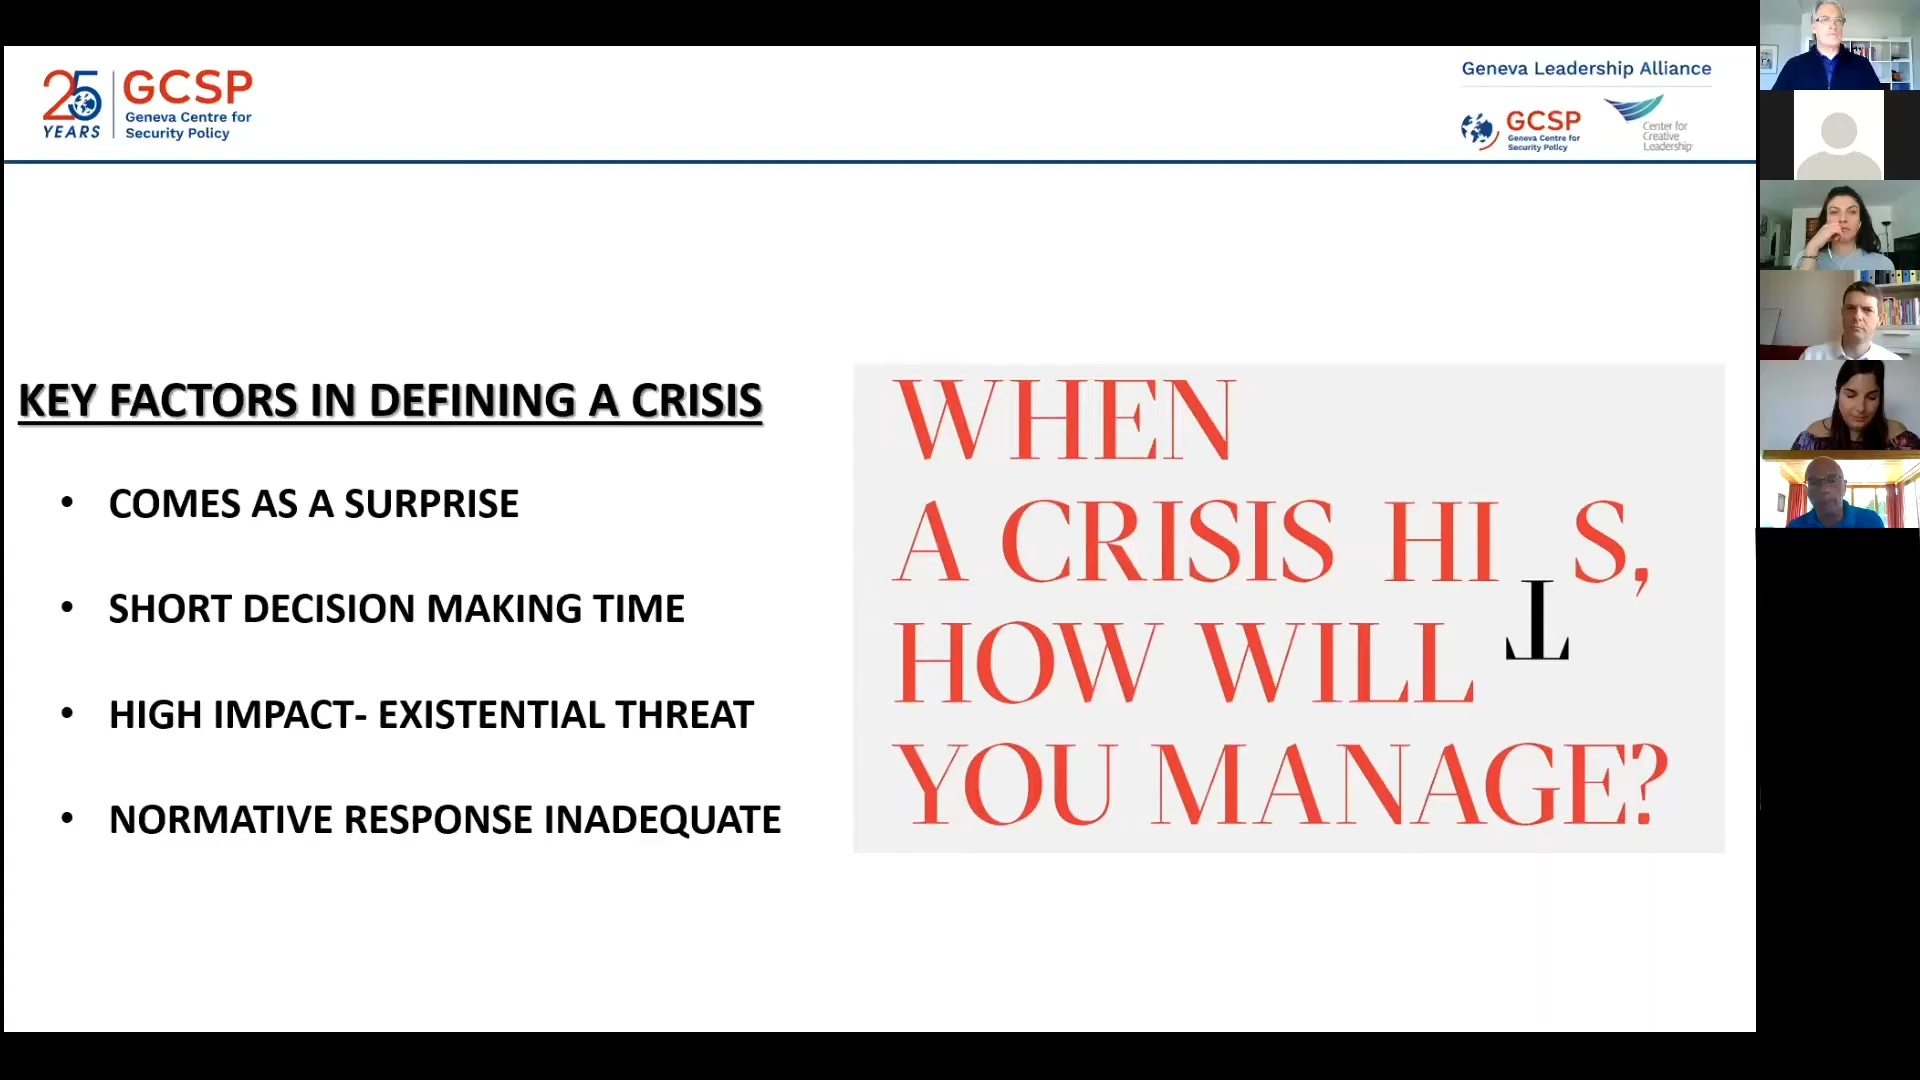 25 YEARS
GCSP
Geneva Centre for
Security Policy
Geneva Leadership Alliance
GCSP
Geneva Centre for
Security Policy
Center for
Creative
Leadership
KEY FACTORS IN DEFINING A CRISIS
• COMES AS A SURPRISE
• SHORT DECISION MAKING TIME
• HIGH IMPACT- EXISTENTIAL THREAT
• NORMATIVE RESPONSE INADEQUATE
WHEN
A CRISIS HITS,
HOW WILL
YOU MANAGE?